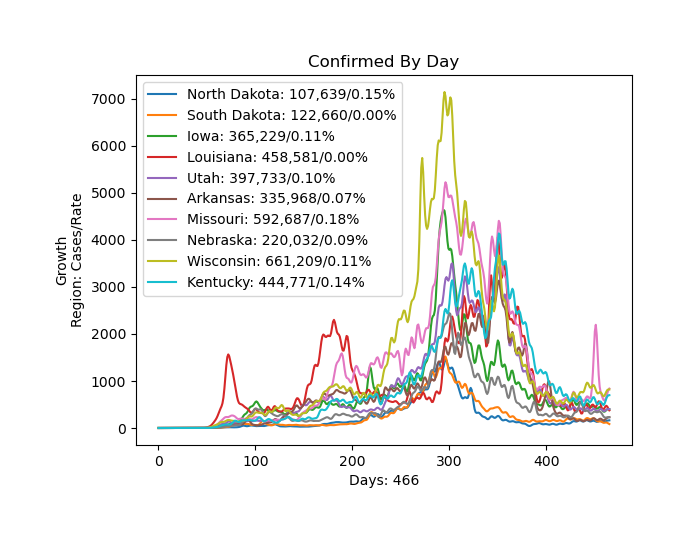 Confirmed By Day
Growth
Region: Cases/Rate
7000
6000
5000
4000
3000
2000
1000
0
North Dakota: 107,639/0.15%
South Dakota: 122,660/0.00%
Iowa: 365,229/0.11%
Louisiana: 458,581/0.00%
Utah: 397,733/0.10%
Arkansas: 335,968/0.07%
Missouri: 592,687/0.18%
Nebraska: 220,032/0.09%
Wisconsin: 661,209/0.11%
Kentucky: 444,771/0.14%
0 100 200 300 400
Days: 466